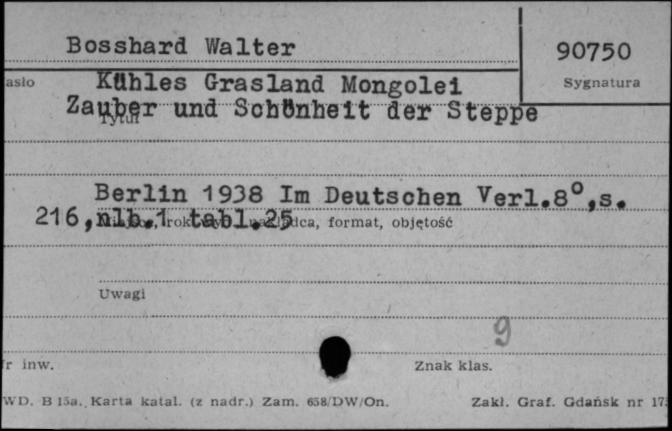 Bosshard Walter
90750
asło
Sygnatura
Kühles Grasland Mongolei
Zauber und Schönheit der Steppe
Tytuł
Berlin 1938 Im Deutschen Verl.8°,s.
216,nlb.1 tabl.25
format, objętość
Uwagi
9
r inw.
Znak klas.
WD. B 15a. Karta katal. (z nadr.) Zam. 658/DW/On.
Zakł. Graf. Gdańsk nr 17